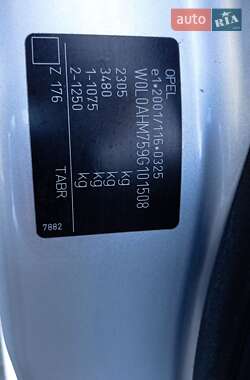 AUTO
RIA
OPEL
e1*2001/116*0325
W0L0AHM759G101508
2305 kg
3480 kg
1-1075 kg
2-1250 kg
Z 176 TABR
7882